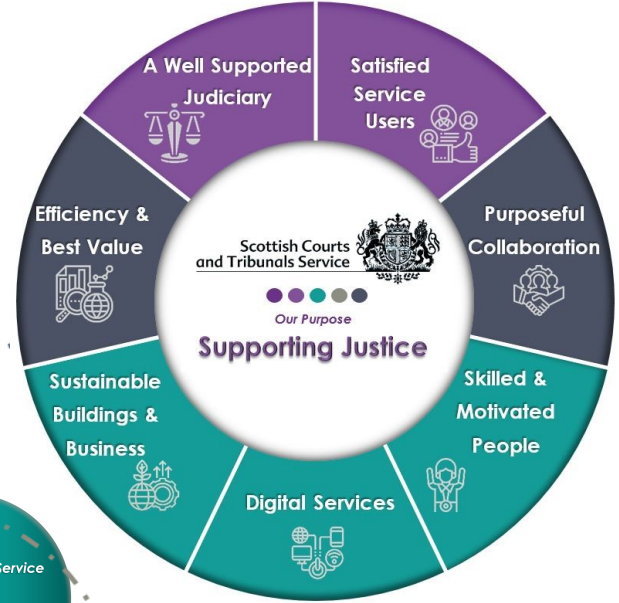 A Well Supported
Judiciary
Satisfied
Service
Users
Efficiency &
Best Value
Purposeful
Collaboration
Scottish Courts
and Tribunals Service
Our Purpose
Supporting Justice
Sustainable
Buildings &
Business
Skilled &
Motivated
People
Digital Services
Service